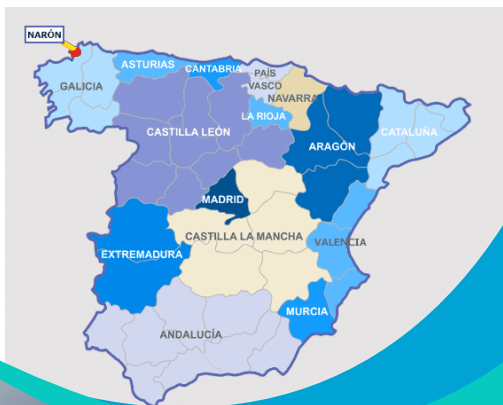 NARÓN
ASTURIAS
CANTABRIA
PAÍS
VASCO
GALICIA
NAVARRA
LA RIOJA
CASTILLA LEÓN
CATALUÑA
ARAGÓN
MADRID
CASTILLA LA MANCHA
VALENCIA
EXTREMADURA
MURCIA
ANDALUCÍA